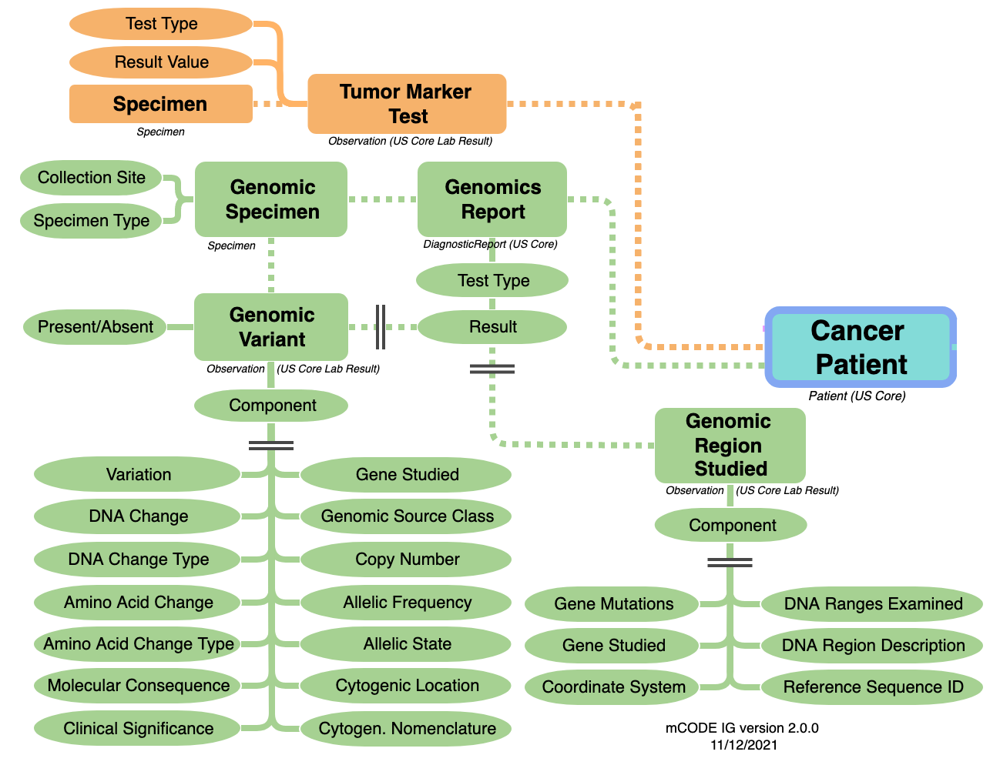 Test Type
Result Value
Specimen
Specimen
Tumor Marker
Test
Observation (US Core Lab Result)
Collection Site
Specimen Type
Genomic
Specimen
Specimen
Genomics
Report
DiagnosticReport (US Core)
Test Type
Result
Present/Absent
Genomic
Variant
Observation (US Core Lab Result)
Component
Cancer
Patient
Patient (US Core)
Genomic
Region
Studied
Observation (US Core Lab Result)
Component
Variation
Gene Studied
DNA Change
Genomic Source Class
DNA Change Type
Copy Number
Amino Acid Change
Allelic Frequency
Amino Acid Change Type
Allelic State
Molecular Consequence
Cytogenic Location
Clinical Significance
Cytogen. Nomenclature
Gene Mutations
DNA Ranges Examined
Gene Studied
DNA Region Description
Coordinate System
Reference Sequence ID
mCODE IG version 2.0.0
11/12/2021